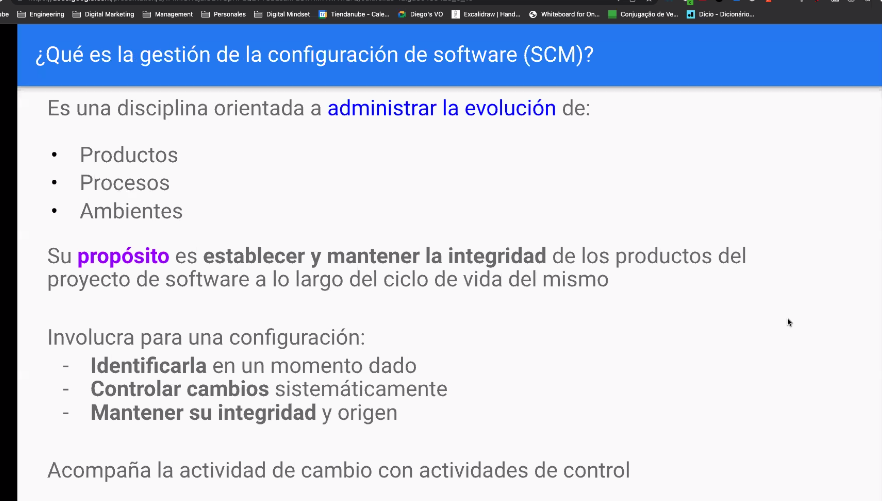 Engineering Digital Marketing Management Personales Digital Mindset Tiendanube - Cale... Diego's VO Excalidraw | Hand... Whiteboard for On... Conjugação de Ve... Dicio - Dicionário...
¿Qué es la gestión de la configuración de software (SCM)?
Es una disciplina orientada a administrar la evolución de:
• Productos
• Procesos
• Ambientes
Su propósito es establecer y mantener la integridad de los productos del
proyecto de software a lo largo del ciclo de vida del mismo
Involucra para una configuración:
- Identificarla en un momento dado
- Controlar cambios sistemáticamente
- Mantener su integridad y origen
Acompaña la actividad de cambio con actividades de control